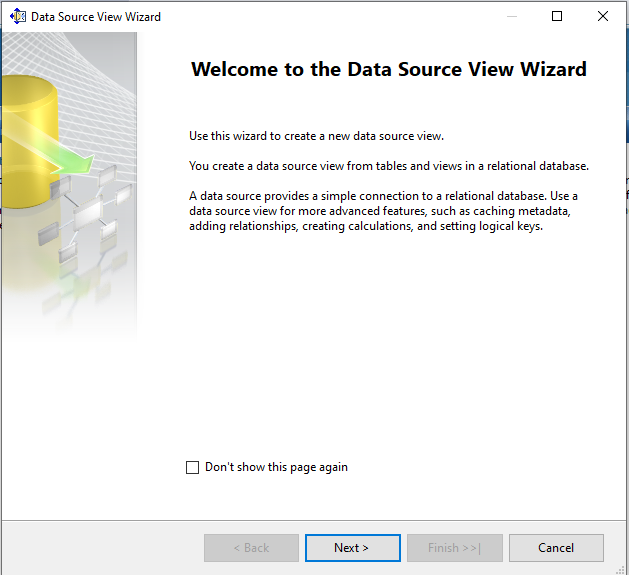 Data Source View Wizard
Welcome to the Data Source View Wizard
Use this wizard to create a new data source view.
You create a data source view from tables and views in a relational database.
A data source provides a simple connection to a relational database. Use a
data source view for more advanced features, such as caching metadata,
adding relationships, creating calculations, and setting logical keys.
Don't show this page again
< Back
Next >
Finish >>|
Cancel